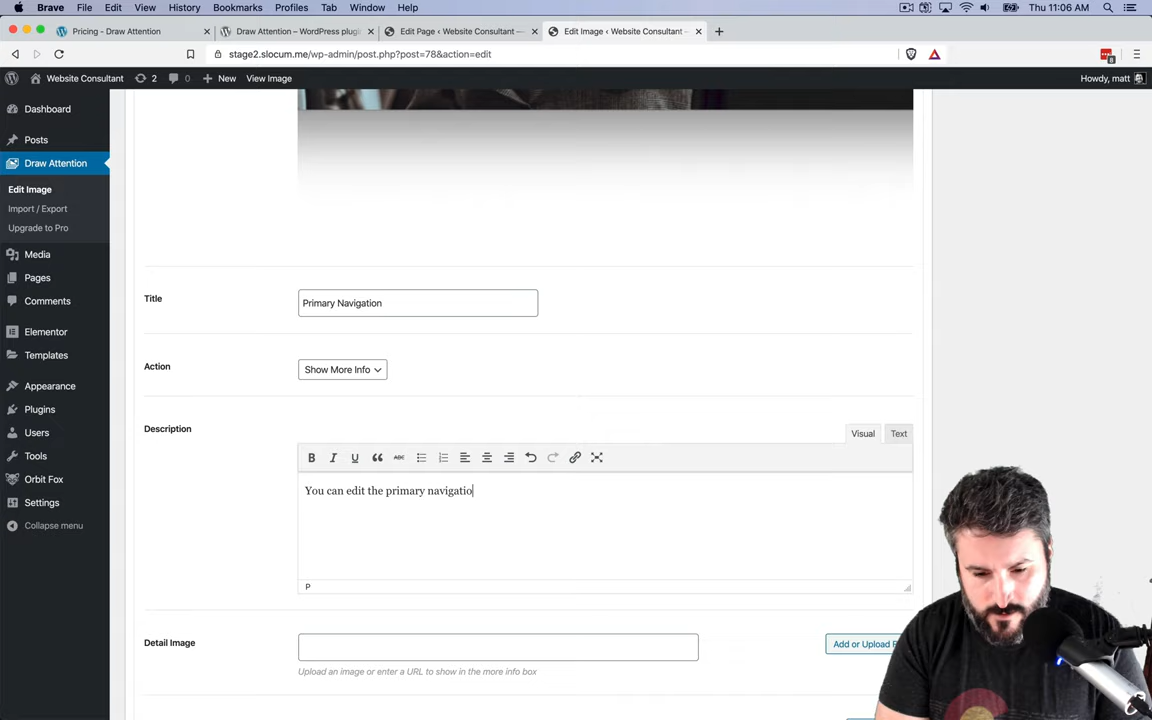 Brave File Edit View History Bookmarks Profiles Tab Window Help Thu 11:06 AM
Pricing - Draw Attention × Draw Attention – WordPress plugi × Edit Page ‹ Website Consultant — × Edit Image ‹ Website Consultant × +
stage2.slocum.me/wp-admin/post.php?post=78&action=edit 8
Website Consultant 2 0 + New View Image Howdy, matt
Dashboard
Posts
Draw Attention
Edit Image
Import / Export
Upgrade to Pro
Media
Pages
Comments
Elementor
Templates
Appearance
Plugins
Users
Tools
Orbit Fox
Settings
Collapse menu
Title Primary Navigation
Action Show More Info
Description Visual Text
B I U ABC
You can edit the primary navigatio
P
Detail Image Add or Upload
Upload an image or enter a URL to show in the more info box